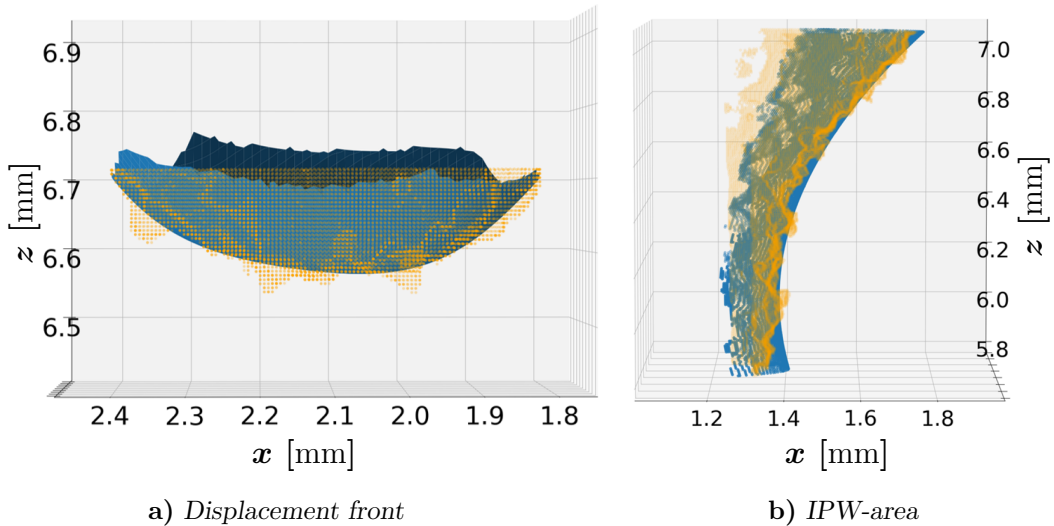 6.9
6.8
6.7
6.6
6.5
z [mm]
2.4 2.3 2.2 2.1 2.0 1.9 1.8
x [mm]
a) Displacement front
7.0
6.8
6.6
6.4
6.2
6.0
5.8
z [mm]
1.2 1.4 1.6 1.8
x [mm]
b) IPW-area